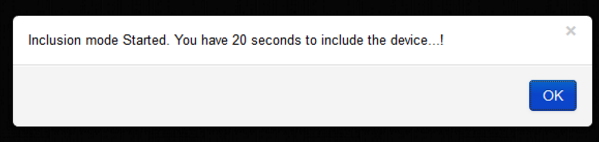 Inclusion mode Started. You have 20 seconds to include the device...!
×
OK